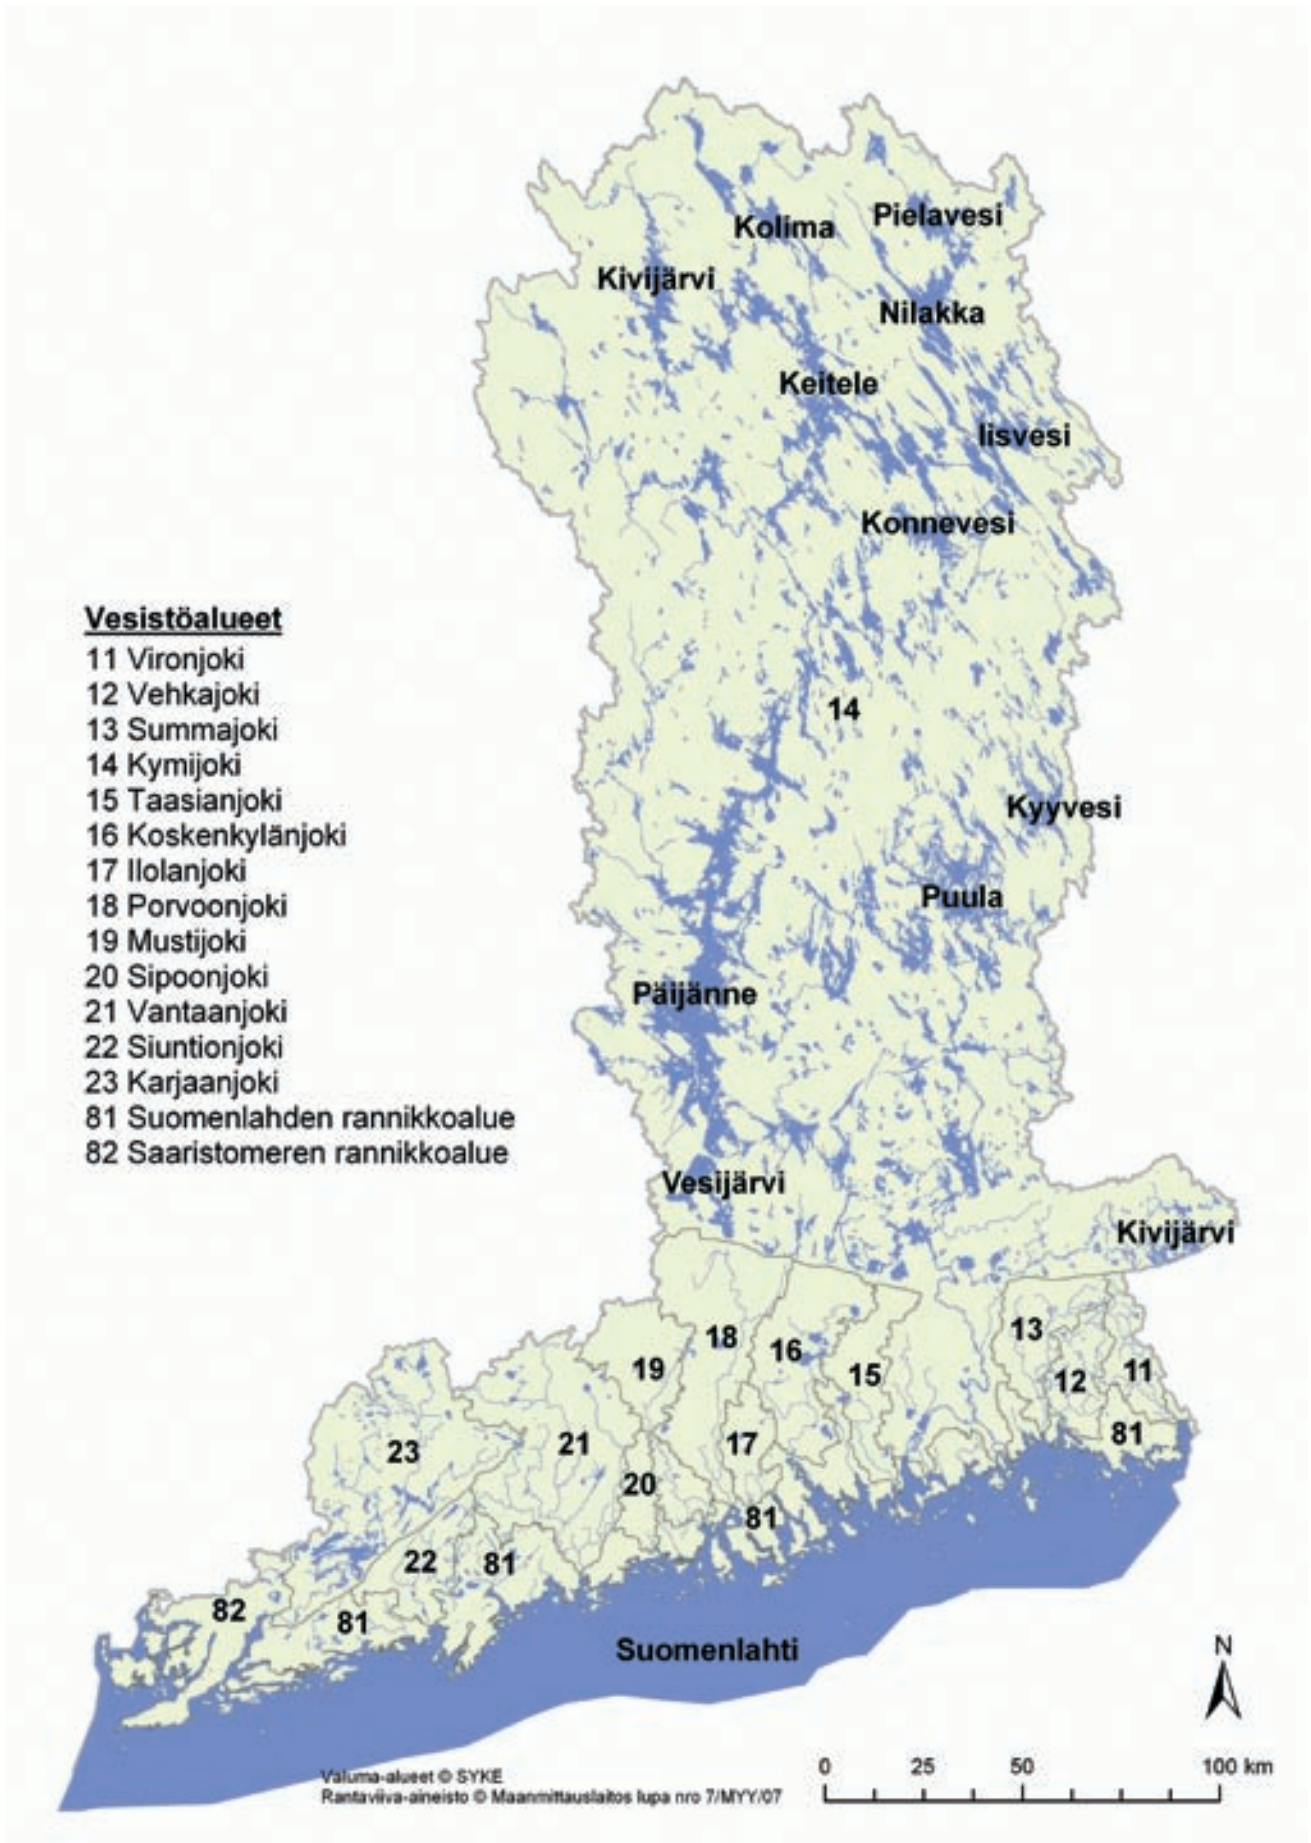 Kolima
Pielavesi
Kivijärvi
Nilakka
Keitele
Iisvesi
Konnevesi
Vesistöalueet
11 Vironjoki
12 Vehkajoki
13 Summajoki
14 Kymijoki
15 Taasianjoki
16 Koskenkylänjoki
17 Ilolanjoki
18 Porvoonjoki
19 Mustijoki
20 Sipoonjoki
21 Vantaanjoki
22 Siuntionjoki
23 Karjaanjoki
81 Suomenlahden rannikkoalue
82 Saaristomeren rannikkoalue
14
Kyyvesi
Puula
Päijänne
Vesijärvi
Kivijärvi
13
18
16
19
15
12
11
81
23
21
17
20
81
22
81
82
81
Suomenlahti
N
0 25 50 100 km
Valuma-alueet © SYKE
Rantaviiva-aineisto © Maanmittauslaitos lupa nro 7/MYY/07